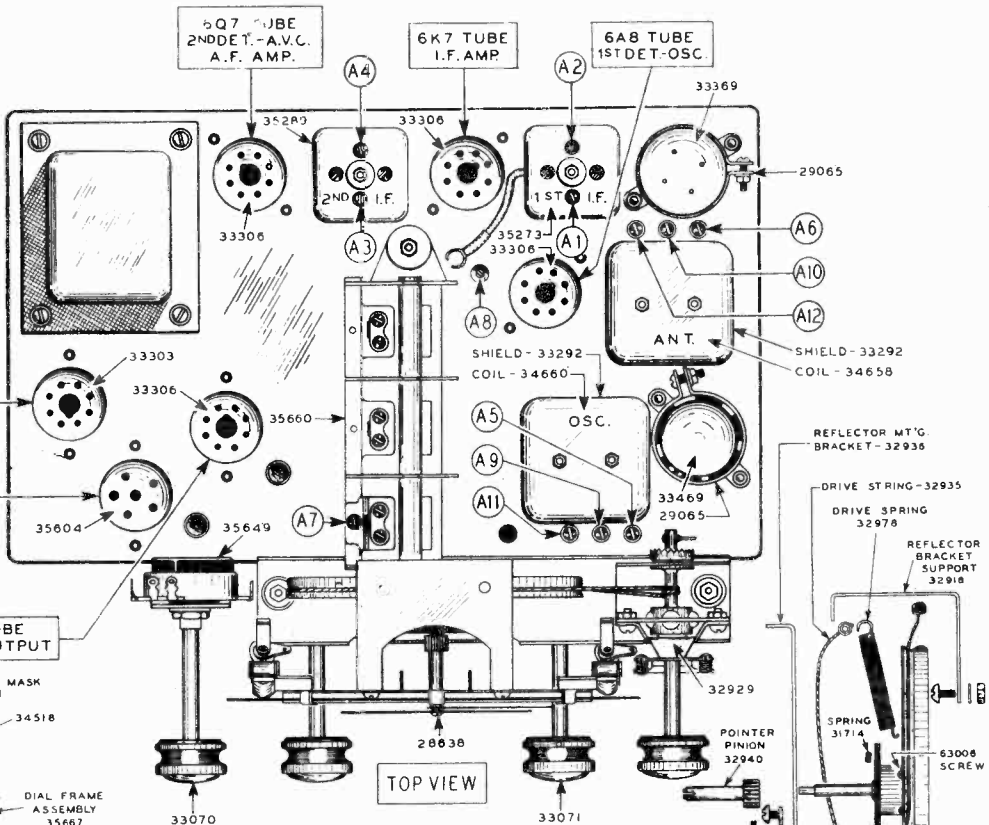 6Q7 TUBE
2ND DET.-A.V.C.
A.F. AMP.
6K7 TUBE
I.F. AMP.
6A8 TUBE
1ST DET.-OSC.
A4
A2
33369
35280
33306
29065
2ND I.F.
1ST I.F.
33306
A3
35273
A1
33306
A6
A10
A8
A12
ANT.
33303
SHIELD-33292
SHIELD-33292
COIL-34660
COIL-34658
33306
35660
OSC.
A5
REFLECTOR MT'G.
BRACKET-32936
A9
33469
DRIVE STRING-32935
35604
35649
A7
A11
29065
DRIVE SPRING
32978
REFLECTOR
BRACKET
SUPPORT
32918
BE
TPUT
MASK
32929
34518
28638
POINTER
PINION
32940
SPRING
31714
63006
SCREW
TOP VIEW
DIAL FRAME
ASSEMBLY
35667
33070
33071